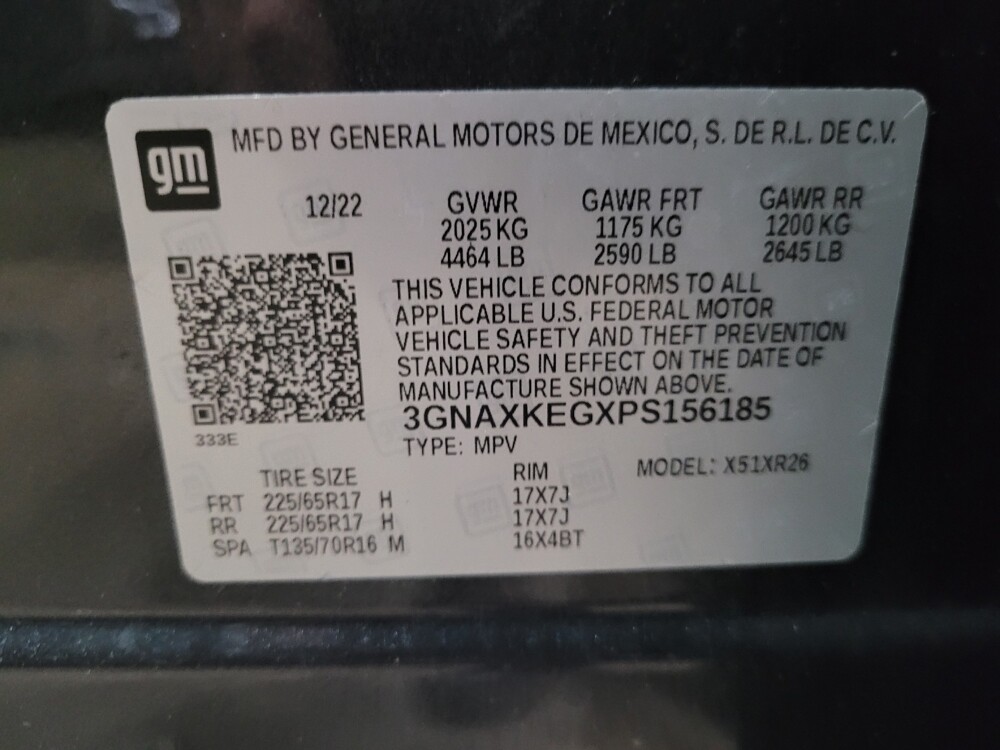 gm
MFD BY GENERAL MOTORS DE MEXICO, S. DE R.L. DE C.V.
12/22 GVWR GAWR FRT GAWR RR
2025 KG 1175 KG 1200 KG
4464 LB 2590 LB 2645 LB
THIS VEHICLE CONFORMS TO ALL
APPLICABLE U.S. FEDERAL MOTOR
VEHICLE SAFETY AND THEFT PREVENTION
STANDARDS IN EFFECT ON THE DATE OF
MANUFACTURE SHOWN ABOVE.
3GNAXKEGXPS156185
333E
TYPE: MPV
TIRE SIZE RIM MODEL: X51XR26
FRT 225/65R17 H 17X7J
RR 225/65R17 H 17X7J
SPA T135/70R16 M 16X4BT